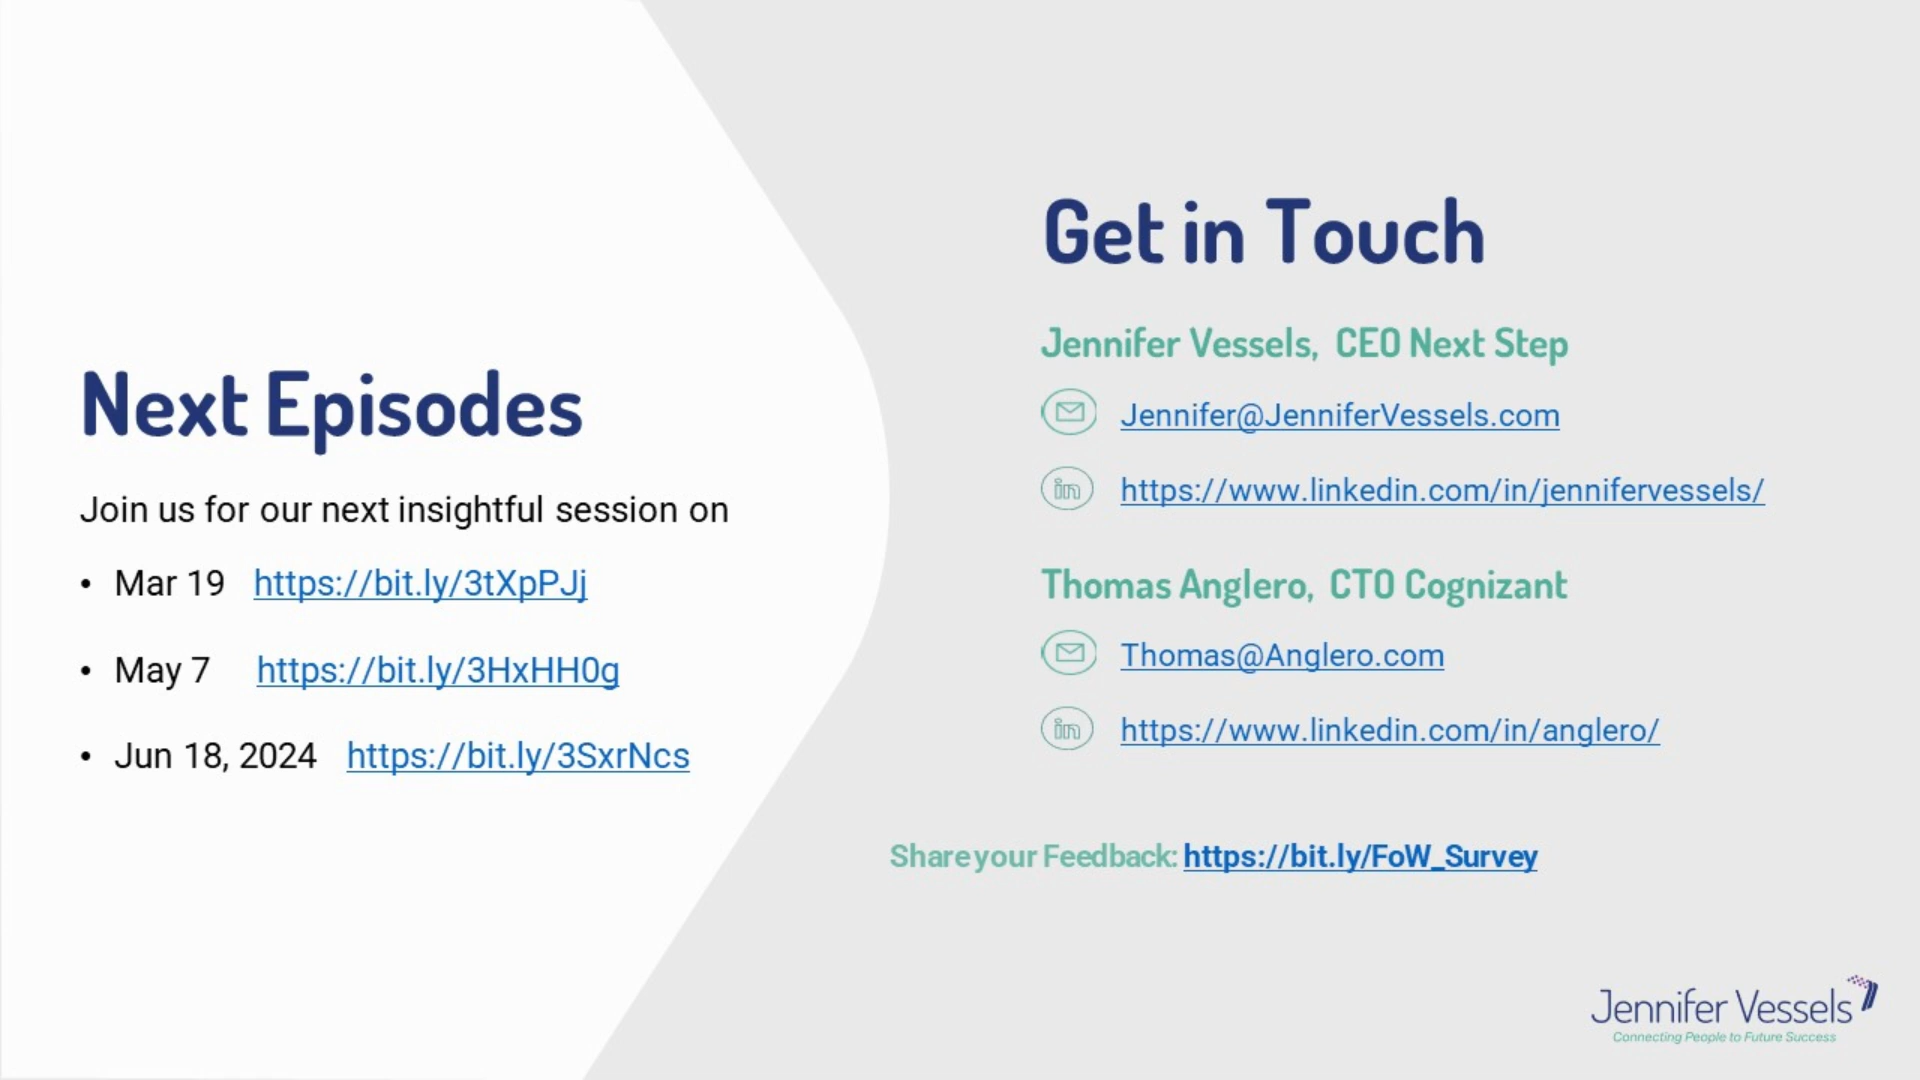 Next Episodes
Join us for our next insightful session on
• Mar 19 https://bit.ly/3tXpPJj
• May 7 https://bit.ly/3HxHH0g
• Jun 18, 2024 https://bit.ly/3SxrNcs
Get in Touch
Jennifer Vessels, CEO Next Step
Jennifer@JenniferVessels.com
in https://www.linkedin.com/in/jennifervessels/
Thomas Anglero, CTO Cognizant
Thomas@Anglero.com
in https://www.linkedin.com/in/anglero/
Share your Feedback: https://bit.ly/FoW_Survey
Jennifer Vessels
Connecting People to Future Success